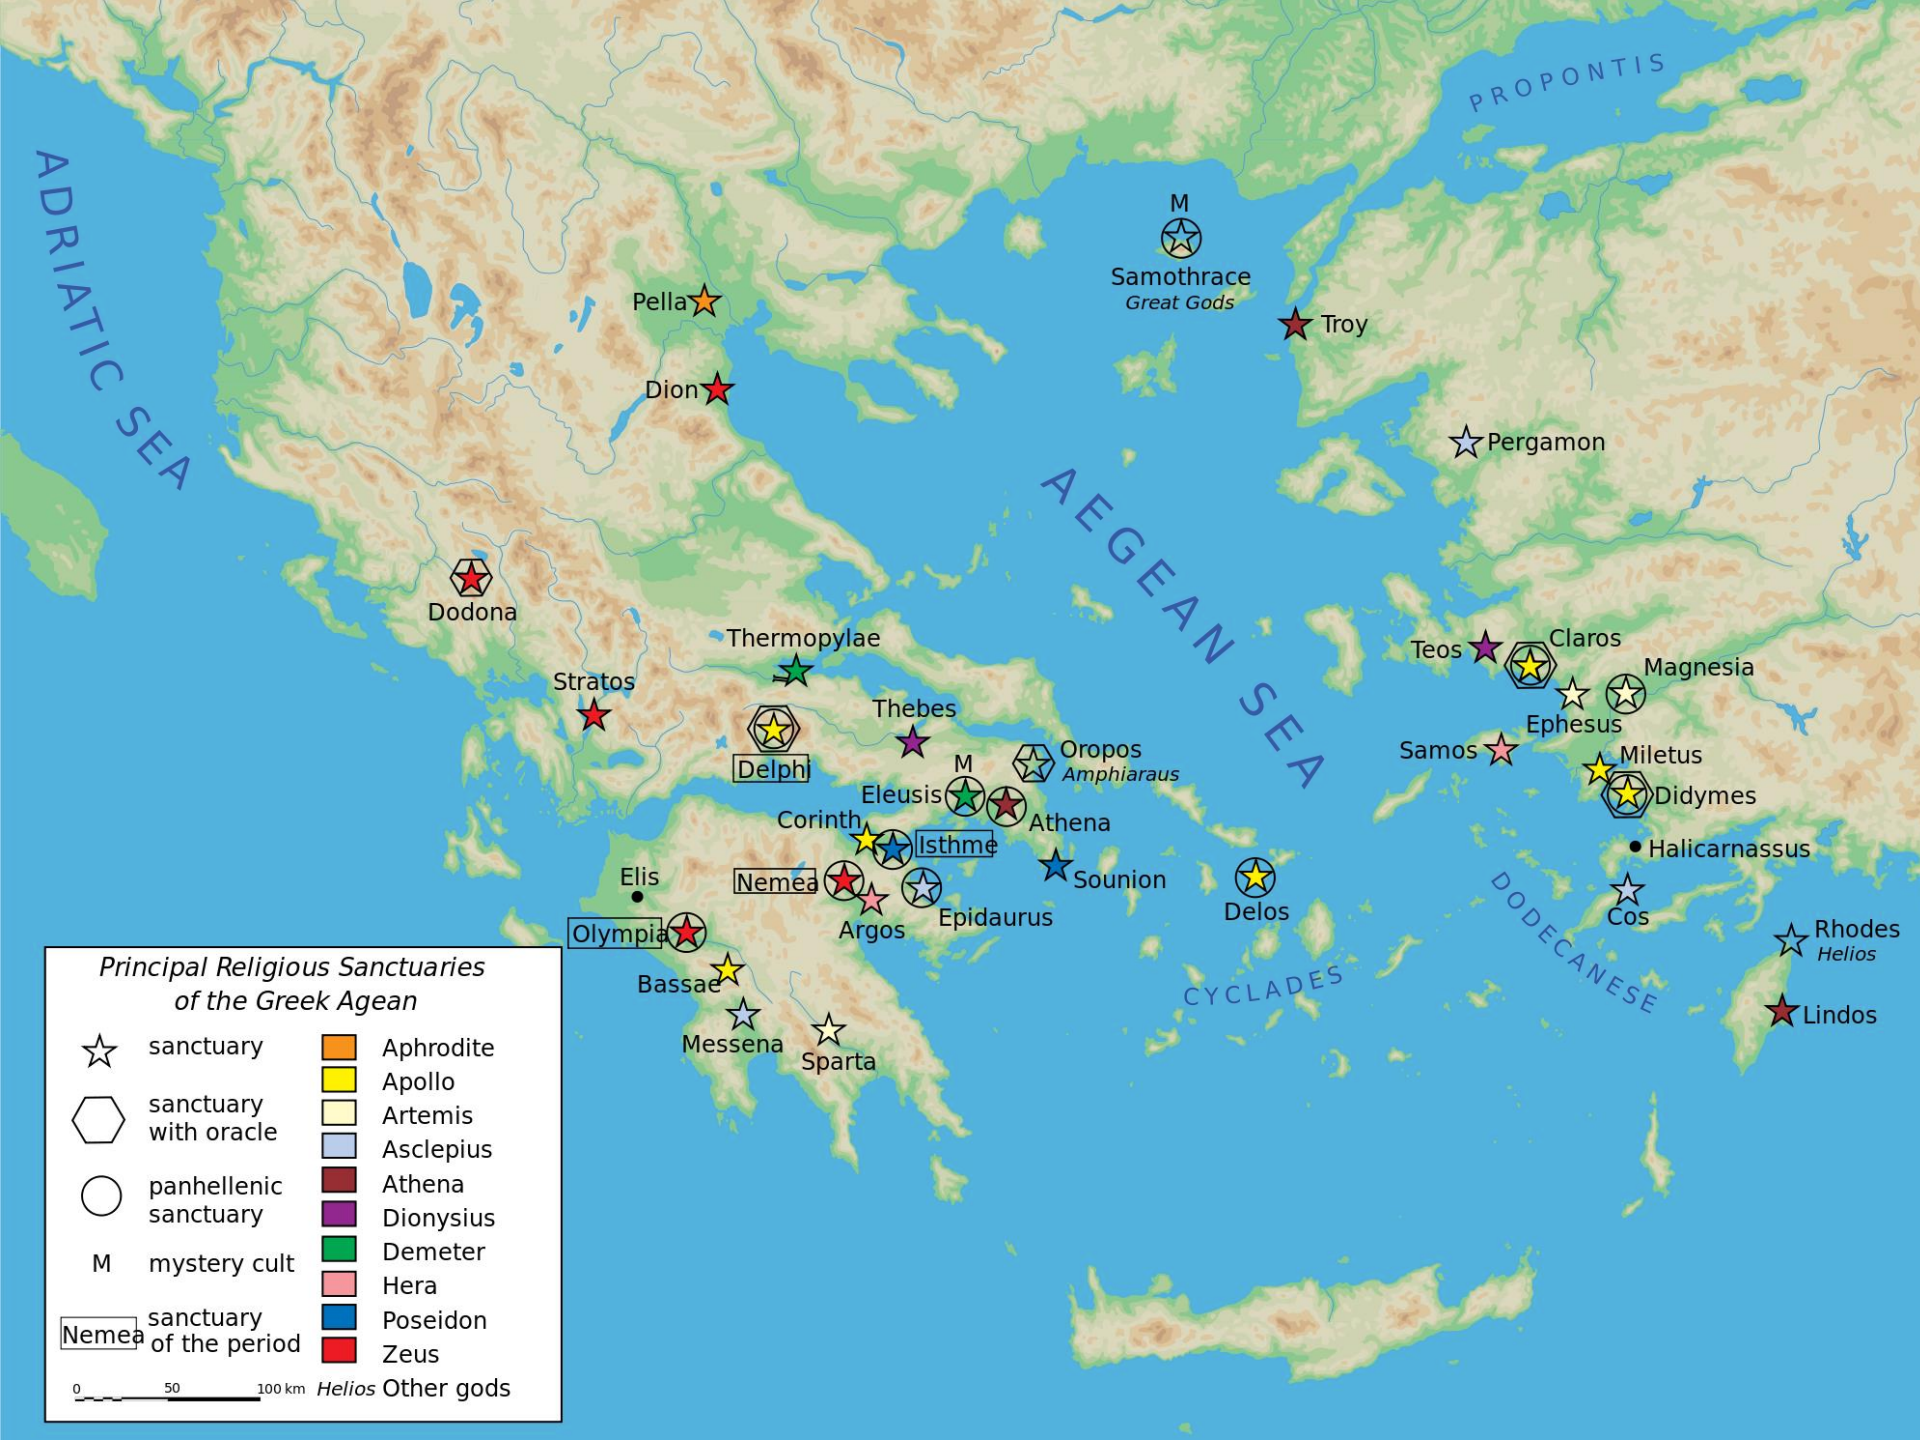 PROPONTIS
ADRIATIC SEA
M
Samothrace
Great Gods
Pella
Troy
Dion
Pergamon
AEGEAN SEA
Dodona
Thermopylae
Teos
Claros
Stratos
Magnesia
Thebes
Ephesus
Delphi
Oropos
Amphiaraus
Samos
Miletus
M
Eleusis
Athena
Didymes
Corinth
Isthme
Halicarnassus
Elis
Nemea
Sounion
Argos
Epidaurus
Delos
Cos
DODECANESE
Rhodes
Helios
Olympia
Bassae
CYCLADES
Lindos
Messena
Sparta
Principal Religious Sanctuaries
of the Greek Agean
sanctuary
sanctuary
with oracle
panhellenic
sanctuary
M mystery cult
Nemea
sanctuary
of the period
0 50 100 km
Aphrodite
Apollo
Artemis
Asclepius
Athena
Dionysius
Demeter
Hera
Poseidon
Zeus
Helios Other gods